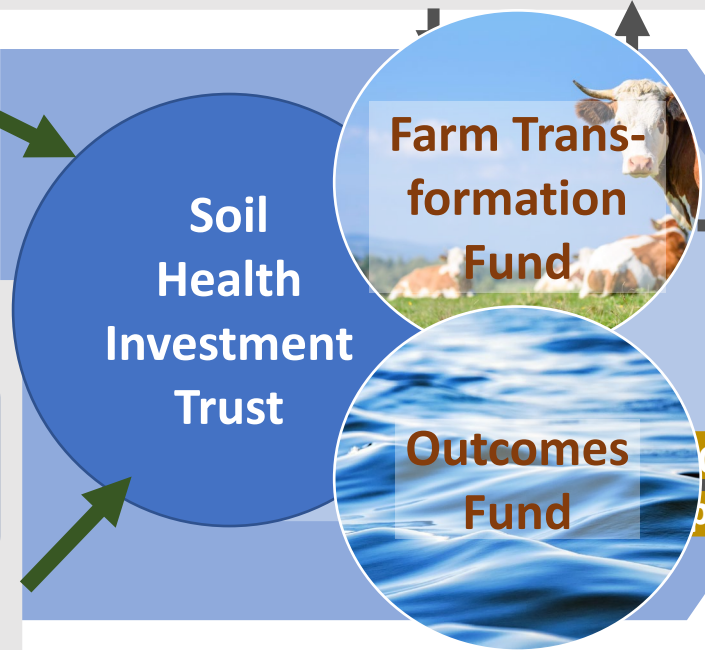 Soil
Health
Investment
Trust
Farm Trans-
formation
Fund
Outcomes
Fund